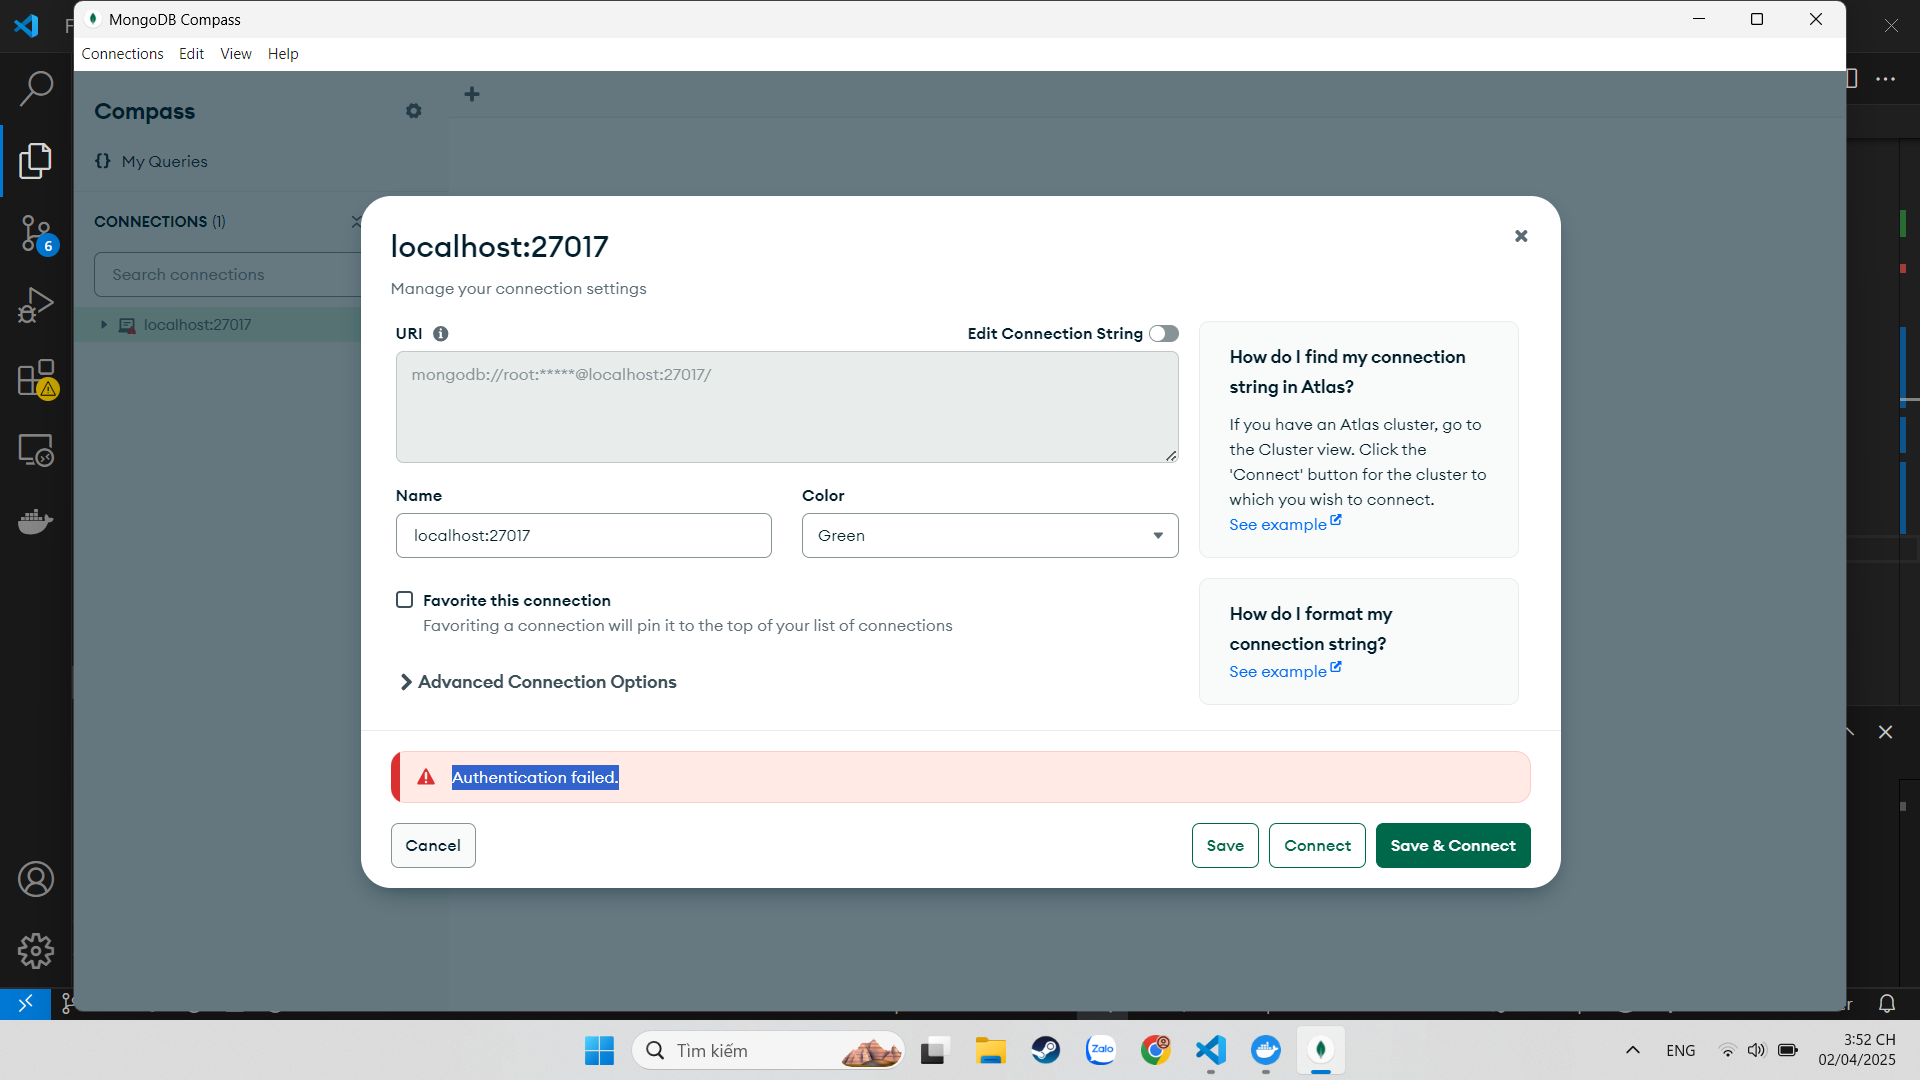 F
MongoDB Compass
Connections Edit View Help
Compass
My Queries
CONNECTIONS (1)
Search connections
localhost:27017
6
localhost:27017
Manage your connection settings
URI
Edit Connection String
mongodb://root:*****@localhost:27017/
Name
Color
localhost:27017
Green
Favorite this connection
Favoriting a connection will pin it to the top of your list of connections
Advanced Connection Options
How do I find my connection
string in Atlas?
If you have an Atlas cluster, go to
the Cluster view. Click the
'Connect' button for the cluster to
which you wish to connect.
See example
How do I format my
connection string?
See example
Authentication failed.
Cancel
Save
Connect
Save & Connect
Tìm kiếm
Zalo
ENG
3:52 CH
02/04/2025